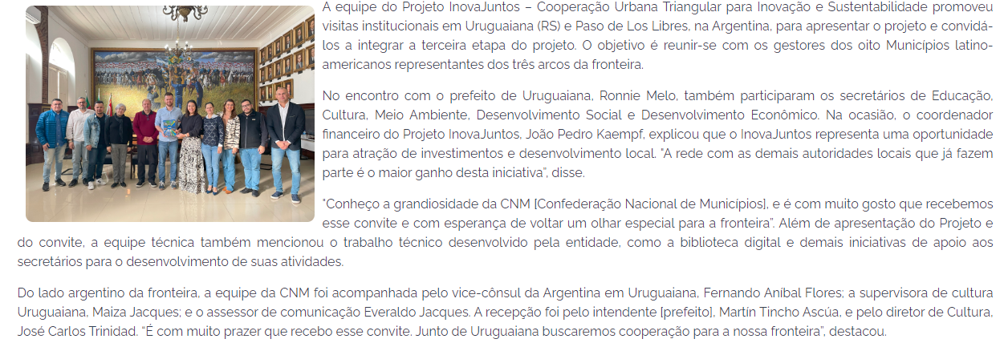 A equipe do Projeto InovaJuntos – Cooperação Urbana Triangular para Inovação e Sustentabilidade promoveu
visitas institucionais em Uruguaiana (RS) e Paso de Los Libres, na Argentina, para apresentar o projeto e convidá-
los a integrar a terceira etapa do projeto. O objetivo é reunir-se com os gestores dos oito Municípios latino-
americanos representantes dos três arcos da fronteira.
No encontro com o prefeito de Uruguaiana, Ronnie Melo, também participaram os secretários de Educação,
Cultura, Meio Ambiente, Desenvolvimento Social e Desenvolvimento Econômico. Na ocasião, o coordenador
financeiro do Projeto InovaJuntos, João Pedro Kaempf, explicou que o InovaJuntos representa uma oportunidade
para atração de investimentos e desenvolvimento local. "A rede com as demais autoridades locais que já fazem
parte é o maior ganho desta iniciativa”, disse.
"Conheço a grandiosidade da CNM [Confederação Nacional de Municípios], e é com muito gosto que recebemos
esse convite e com esperança de voltar um olhar especial para a fronteira”. Além de apresentação do Projeto e
do convite, a equipe técnica também mencionou o trabalho técnico desenvolvido pela entidade, como a biblioteca digital e demais iniciativas de apoio aos
secretários para o desenvolvimento de suas atividades.
Do lado argentino da fronteira, a equipe da CNM foi acompanhada pelo vice-cônsul da Argentina em Uruguaiana, Fernando Aníbal Flores; a supervisora de cultura
Uruguaiana, Maiza Jacques; e o assessor de comunicação Everaldo Jacques. A recepção foi pelo intendente [prefeito], Martín Tincho Ascúa, e pelo diretor de Cultura,
José Carlos Trinidad. “É com muito prazer que recebo esse convite. Junto de Uruguaiana buscaremos cooperação para a nossa fronteira”, destacou.